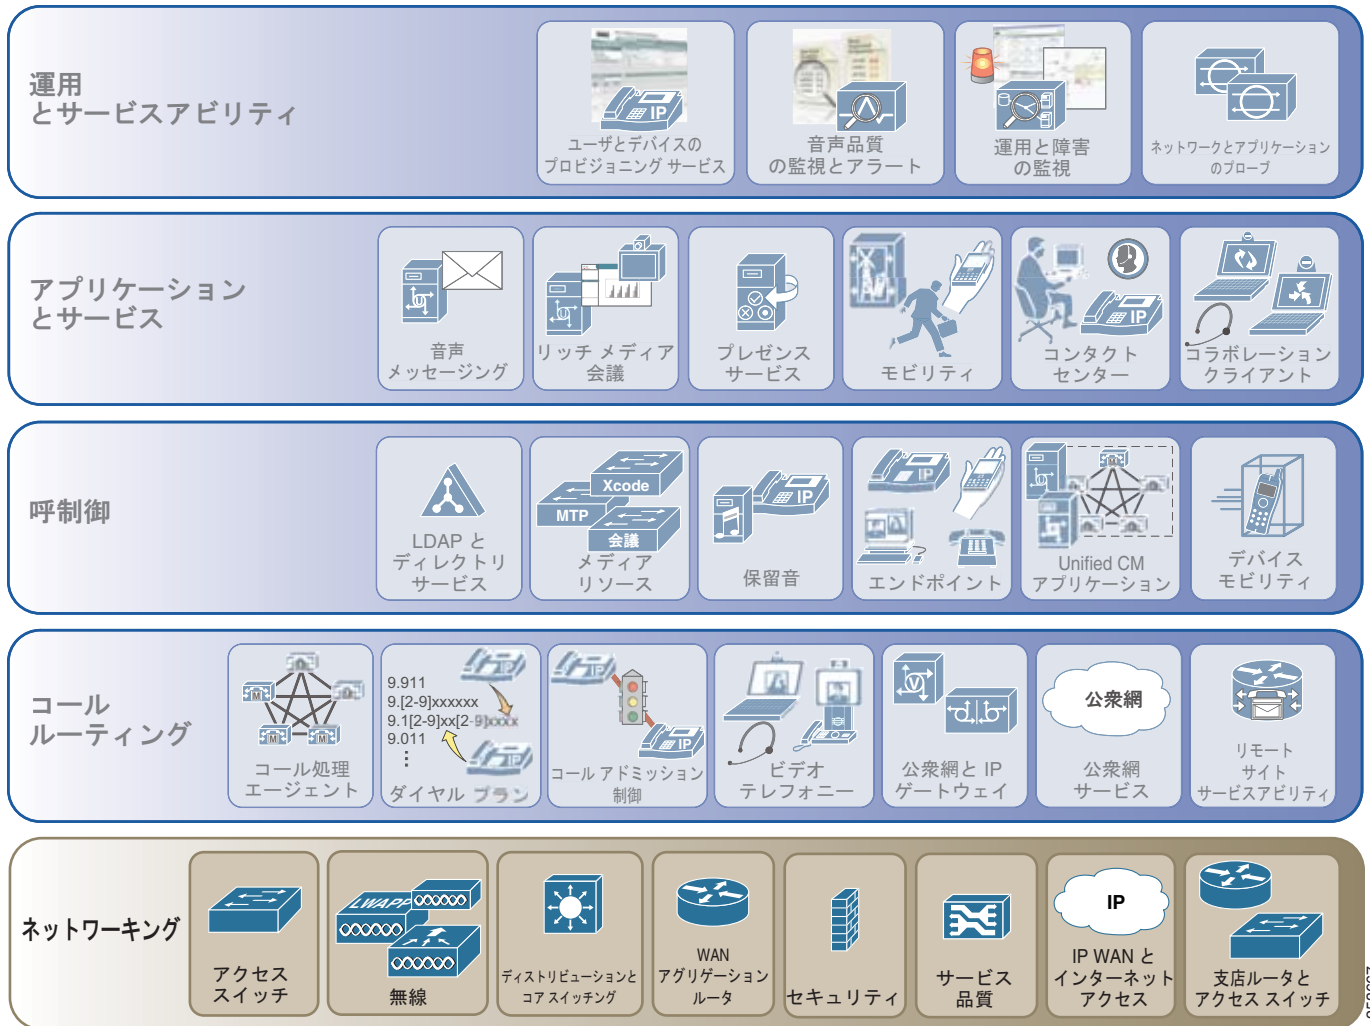 運用
とサービスアビリティ
IP
ユーザとデバイスの
プロビジョニング サービス
音声品質
の監視とアラート
運用と障害
の監視
ネットワークとアプリケーション
のプローブ
アプリケーション
とサービス
音声
メッセージング
リッチ メディア
会議
プレゼンス
サービス
モビリティ
IP
コンタクト
センター
コラボレーション
クライアント
呼制御
LDAP と
ディレクトリ
サービス
Xcode
MTP
会議
メディア
リソース
IP
保留音
IP
エンドポイント
M
Unified CM
アプリケーション
デバイス
モビリティ
コール
ルーティング
M
M
M
コール処理
エージェント
9.911
9.[2-9]xxxxxx
9.1[2-9]xx[2-9]xxxx
9.011
IP
IP
ダイヤル プラン
IP
IP
コール アドミッション
制御
ビデオ
テレフォニー
V
公衆網と IP
ゲートウェイ
公衆網
公衆網
サービス
リモート
サイト
サービスアビリティ
ネットワーキング
アクセス
スイッチ
LWAPP
無線
ディストリビューションと
コア スイッチング
WAN
アグリゲーション
ルータ
セキュリティ
サービス
品質
IP
IP WAN と
インターネット
アクセス
支店ルータと
アクセス スイッチ